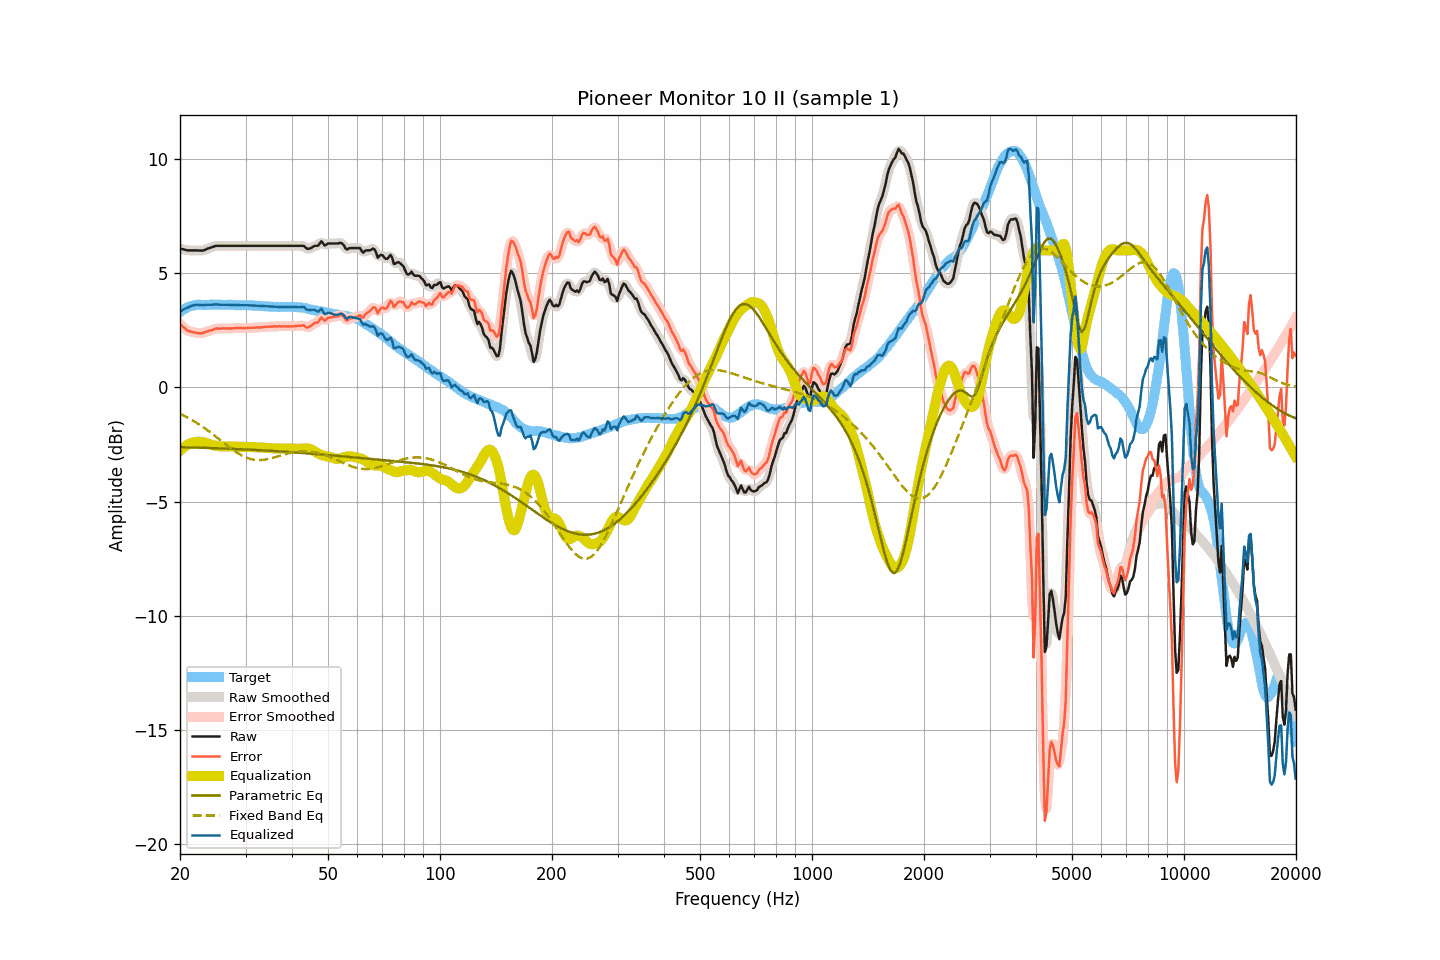 Pioneer Monitor 10 II (sample 1)
Amplitude (dBr)
10
5
0
−5
−10
−15
−20
Target
Raw Smoothed
Error Smoothed
Raw
Error
Equalization
Parametric Eq
Fixed Band Eq
Equalized
20 50 100 200 500 1000 2000 5000 10000 20000
Frequency (Hz)